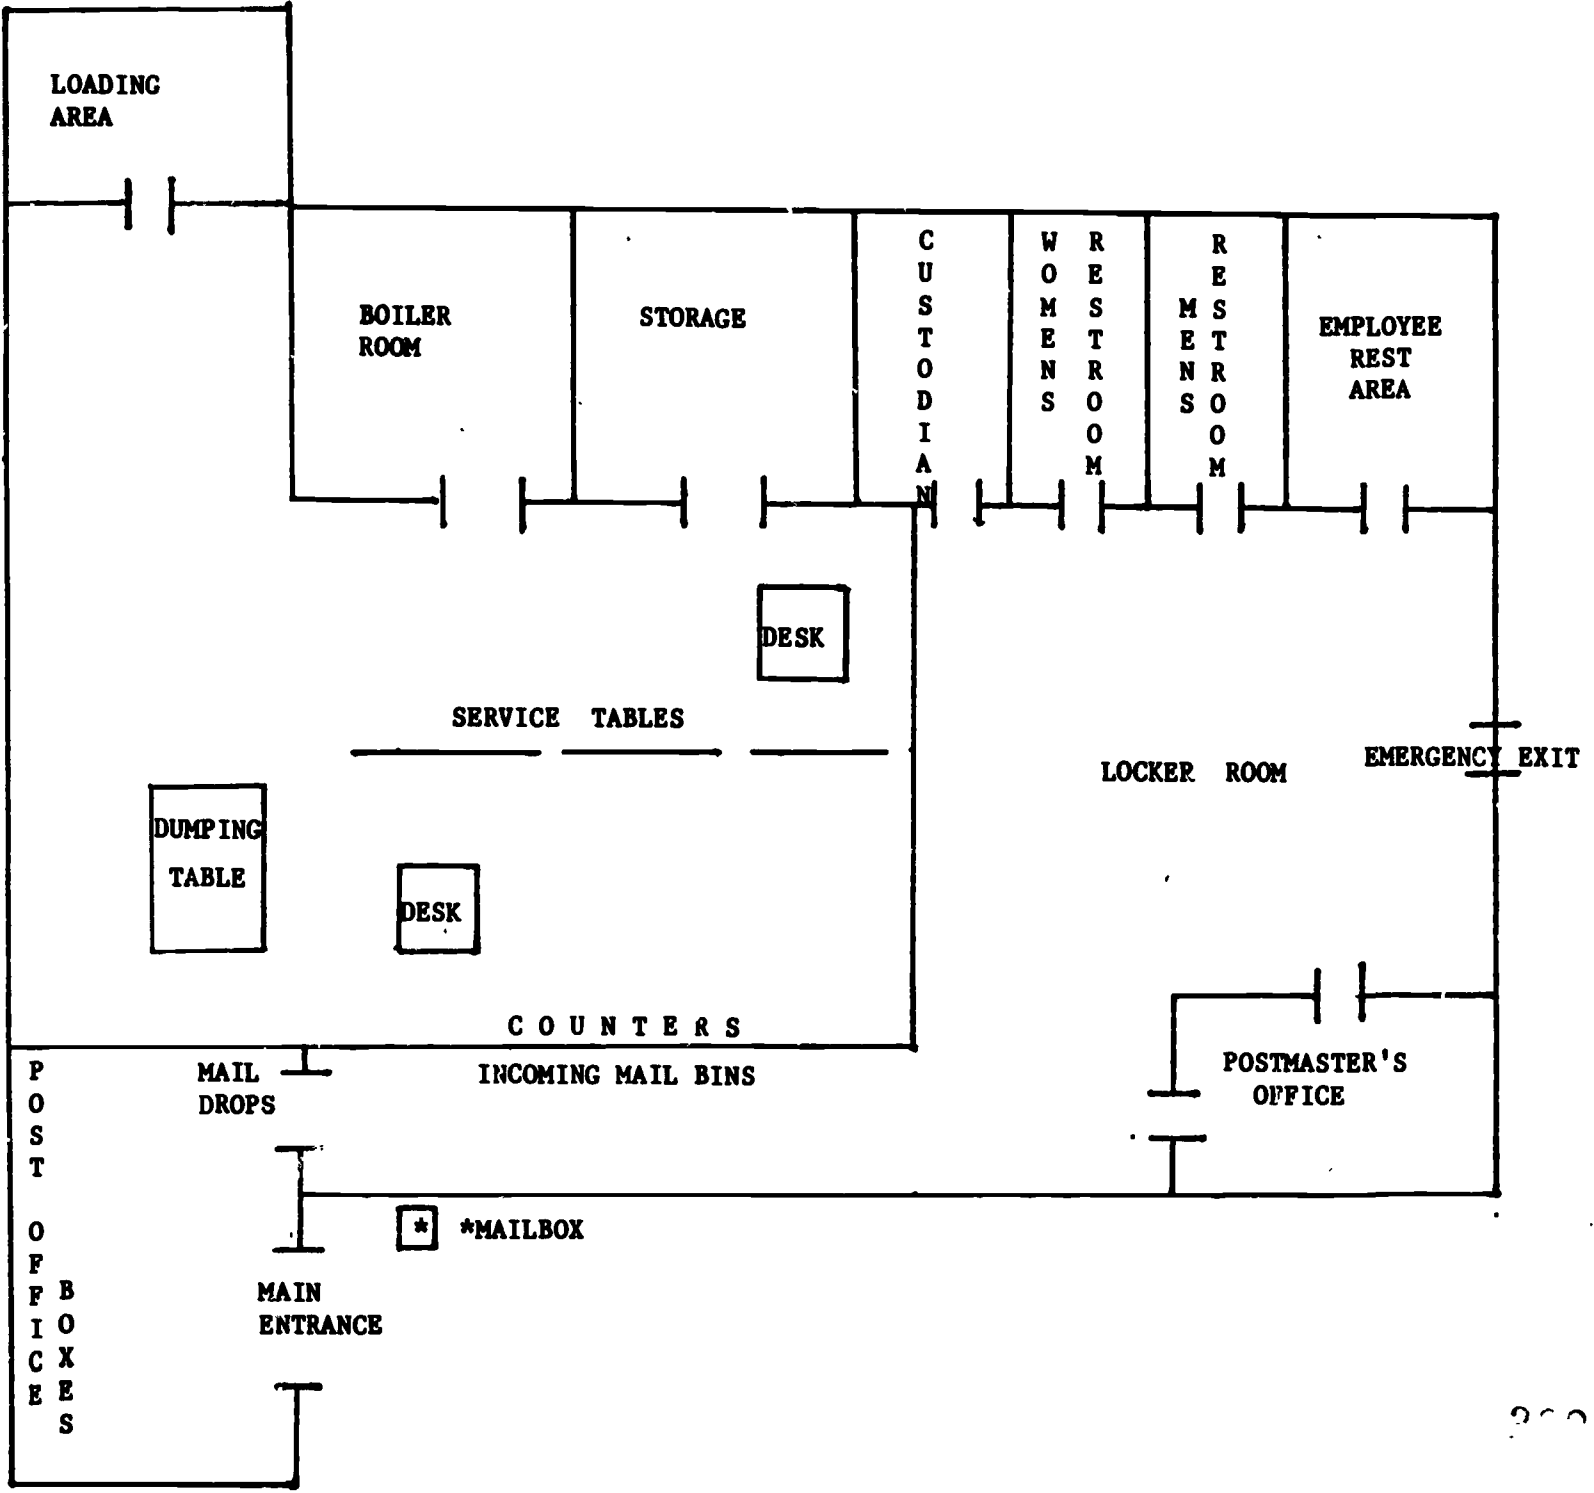 LOADING
AREA
BOILER
ROOM
STORAGE
CUSTODIAN
WOMENS
RESTROOM
MENS
RESTROOM
EMPLOYEE
REST
AREA
DESK
SERVICE TABLES
LOCKER ROOM
EMERGENCY EXIT
DUMPING
TABLE
DESK
COUNTERS
MAIL
DROPS
INCOMING MAIL BINS
POSTMASTER'S
OFFICE
POST OFFICE
BOXES
*
*MAILBOX
MAIN
ENTRANCE